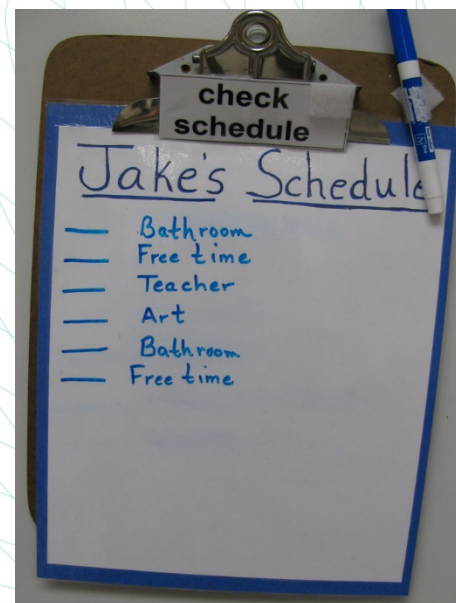 check
schedule
Jake's Schedule
Bathroom
Free time
Teacher
Art
Bathroom
Free time